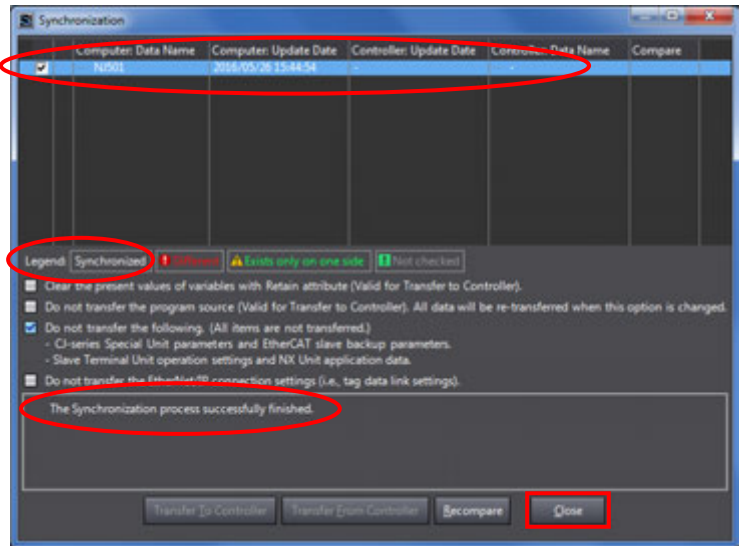 Synchronization
Computer: Data Name Computer: Update Date Controller: Update Date Controller: Data Name Compare
NJ501 2016/05/26 15:44:54 - -
Legend: Synchronized Different Exists only on one side Not checked
Clear the present values of variables with Retain attribute (Valid for Transfer to Controller).
Do not transfer the program source (Valid for Transfer to Controller). All data will be re-transferred when this option is changed.
Do not transfer the following. (All items are not transferred.)
- CJ-series Special Unit parameters and EtherCAT slave backup parameters.
- Slave Terminal Unit operation settings and NX Unit application data.
Do not transfer the EtherNet/IP connection settings (i.e., tag data link settings).
The Synchronization process successfully finished.
Transfer To Controller Transfer From Controller Recompare Close